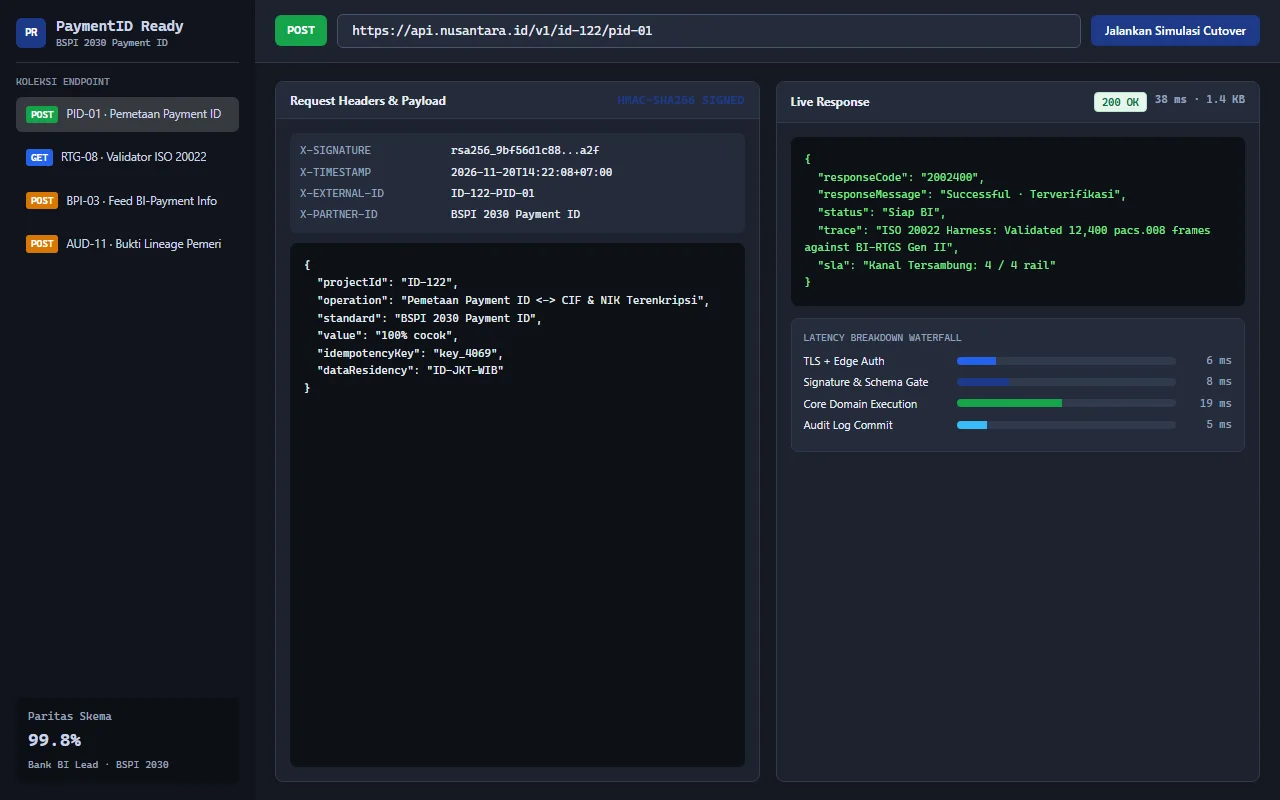 PR
PaymentID Ready
BSPI 2030 Payment ID
KOLEKSI ENDPOINT
POST PID-01 · Pemetaan Payment ID
GET RTG-08 · Validator ISO 20022
POST BPI-03 · Feed BI-Payment Info
POST AUD-11 · Bukti Lineage Pemeri
Paritas Skema
99.8%
Bank BI Lead · BSPI 2030
POST https://api.nusantara.id/v1/id-122/pid-01 Jalankan Simulasi Cutover
Request Headers & Payload HMAC-SHA266 SIGNED
X-SIGNATURE rsa256_9bf56d1c88...a2f
X-TIMESTAMP 2026-11-20T14:22:08+07:00
X-EXTERNAL-ID ID-122-PID-01
X-PARTNER-ID BSPI 2030 Payment ID
{
"projectId": "ID-122",
"operation": "Pemetaan Payment ID <-> CIF & NIK Terenkripsi",
"standard": "BSPI 2030 Payment ID",
"value": "100% cocok",
"idempotencyKey": "key_4069",
"dataResidency": "ID-JKT-WIB"
}
Live Response 200 OK 38 ms · 1.4 KB
{
"responseCode": "2002400",
"responseMessage": "Successful · Terverifikasi",
"status": "Siap BI",
"trace": "ISO 20022 Harness: Validated 12,400 pacs.008 frames
against BI-RTGS Gen II",
"sla": "Kanal Tersambung: 4 / 4 rail"
}
LATENCY BREAKDOWN WATERFALL
TLS + Edge Auth 6 ms
Signature & Schema Gate 8 ms
Core Domain Execution 19 ms
Audit Log Commit 5 ms